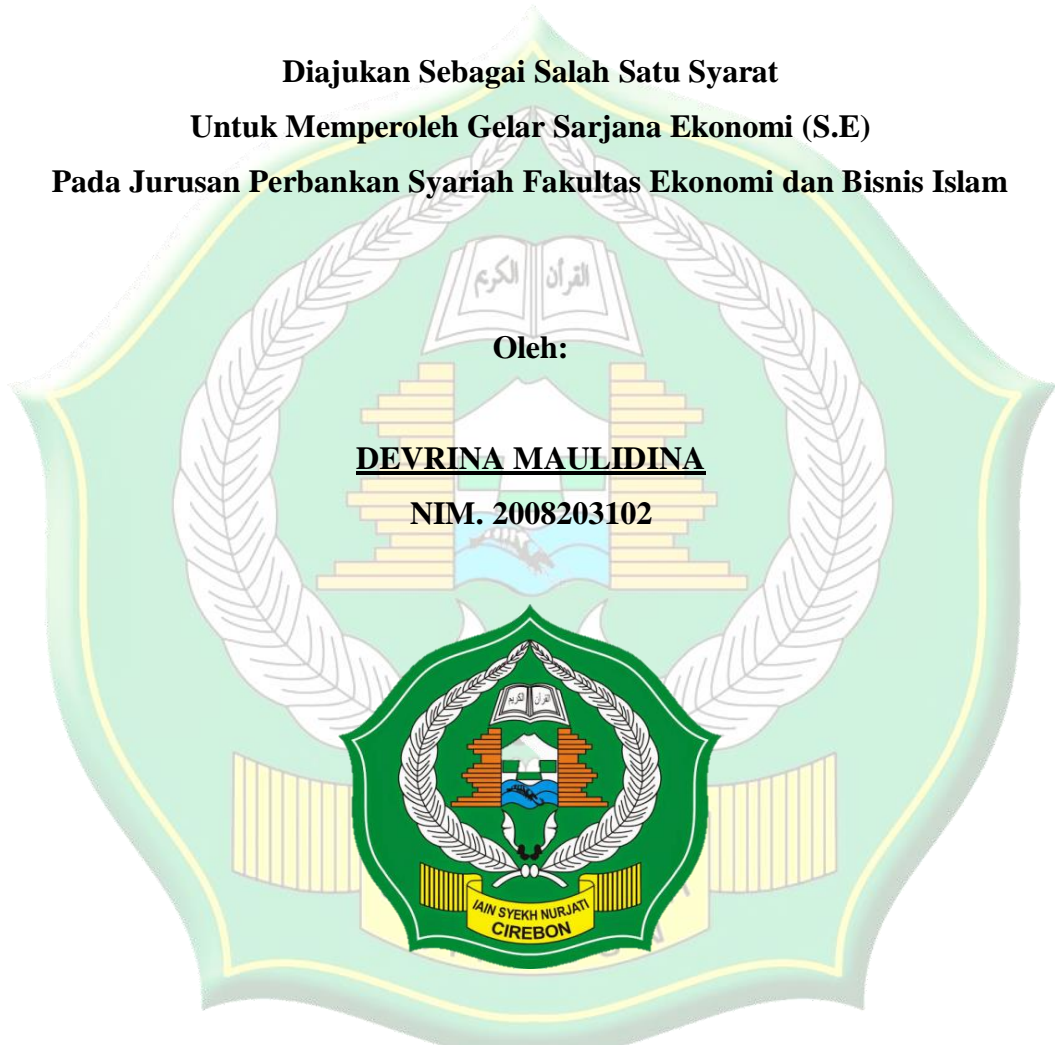 Diajukan Sebagai Salah Satu Syarat
Untuk Memperoleh Gelar Sarjana Ekonomi (S.E)
Pada Jurusan Perbankan Syariah Fakultas Ekonomi dan Bisnis Islam
القرآن الكريم
Oleh:
DEVRINA MAULIDINA
NIM. 2008203102
القرآن الكريم
IAIN SYEKH NURJATI
CIREBON